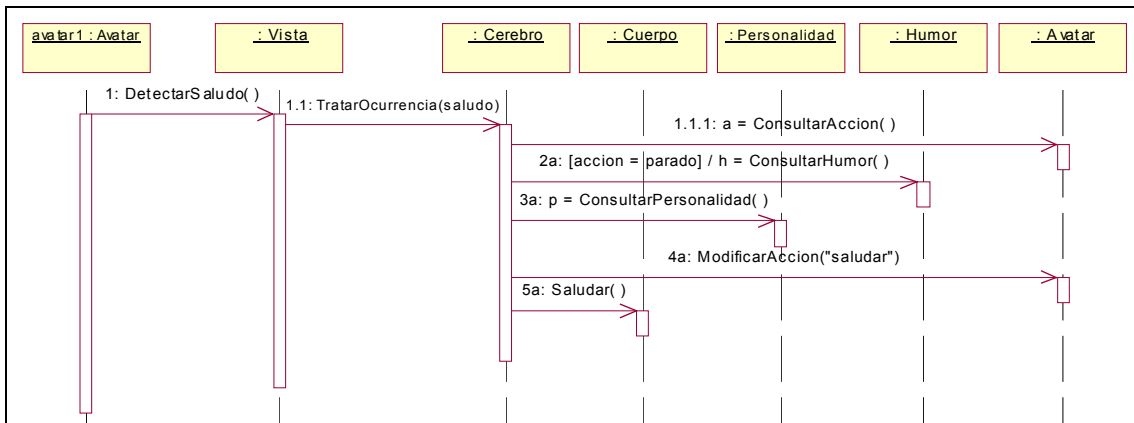 avatar1 : Avatar
: Vista
: Cerebro
: Cuerpo
: Personalidad
: Humor
: Avatar
1: DetectarSaludo( )
1.1: TratarOcurrencia(saludo)
1.1.1: a = ConsultarAccion( )
2a: [accion = parado] / h = ConsultarHumor( )
3a: p = ConsultarPersonalidad( )
4a: ModificarAccion("saludar")
5a: Saludar( )